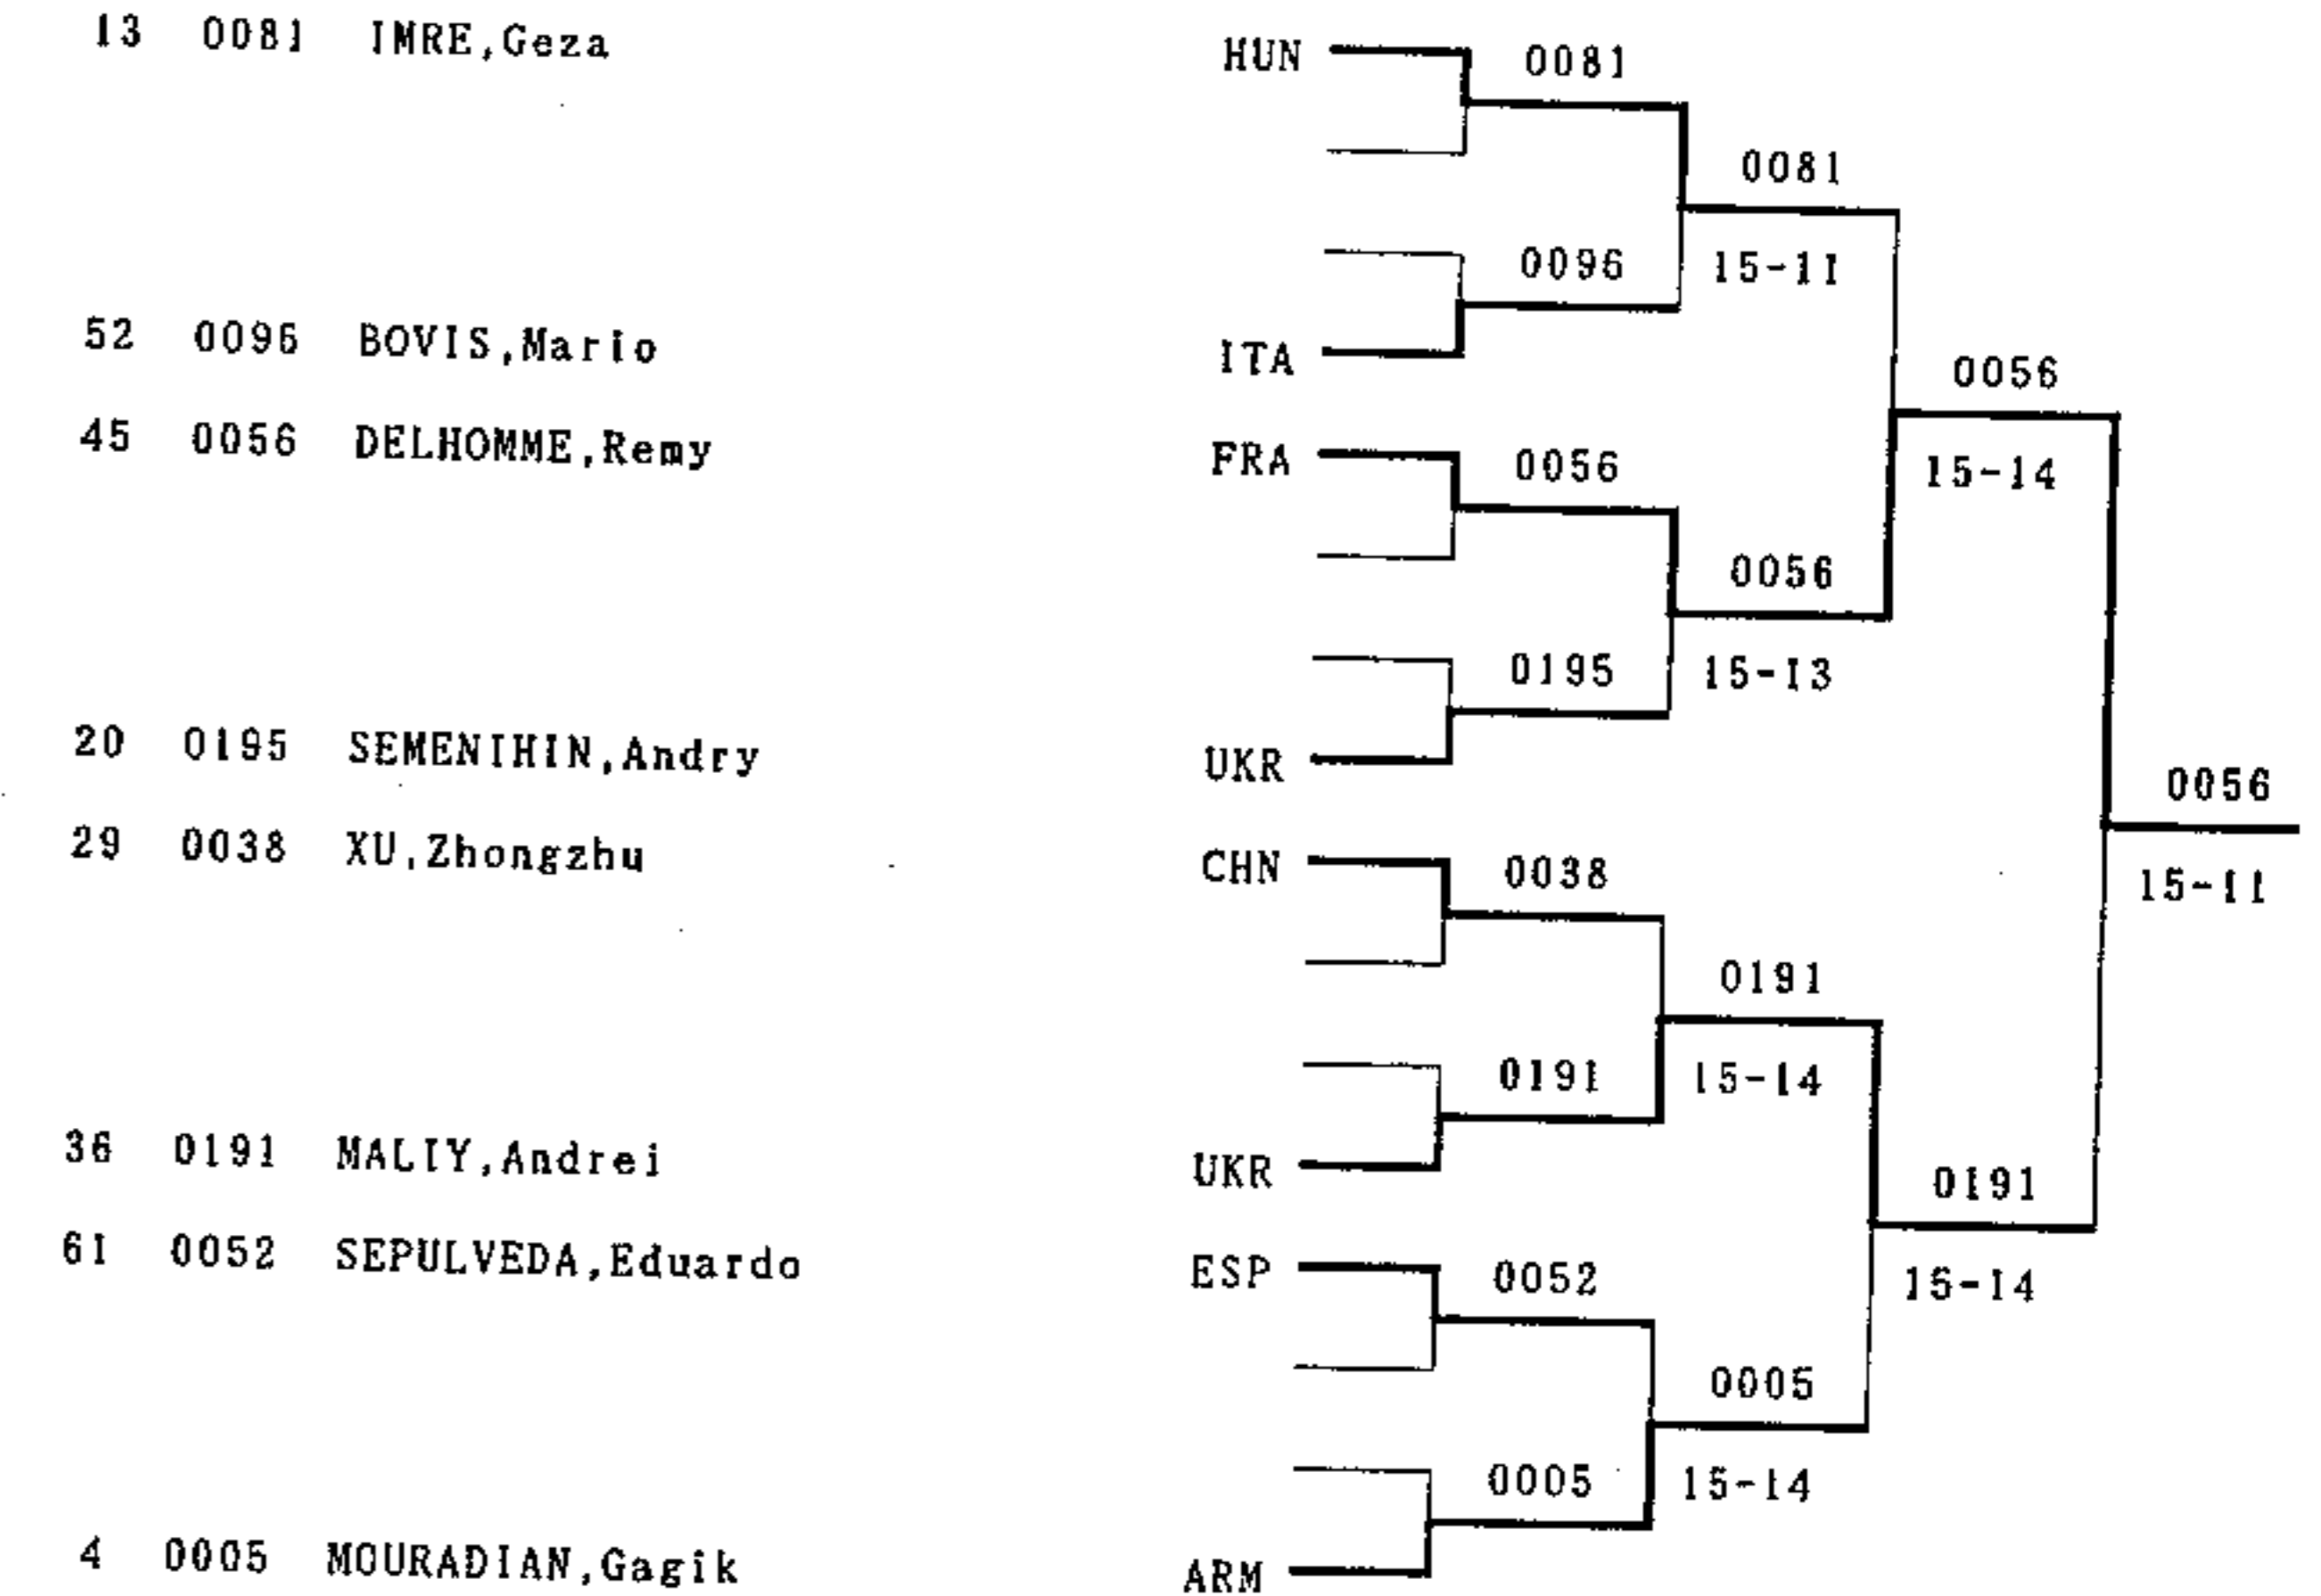 13 0081 IMRE,Geza HUN
0081
0081
0096
15-11
52 0096 BOVIS,Mario ITA
0056
45 0056 DELHOMME,Remy FRA
0056
15-14
0056
0195
15-13
20 0195 SEMENIHIN,Andry UKR
0056
29 0038 XU,Zhongzhu CHN
0038
15-11
0191
0191
15-14
36 0191 MALIY,Andrei UKR
0191
61 0052 SEPULVEDA,Eduardo ESP
0052
15-14
0005
0005
15-14
4 0005 MOURADIAN,Gagik ARM